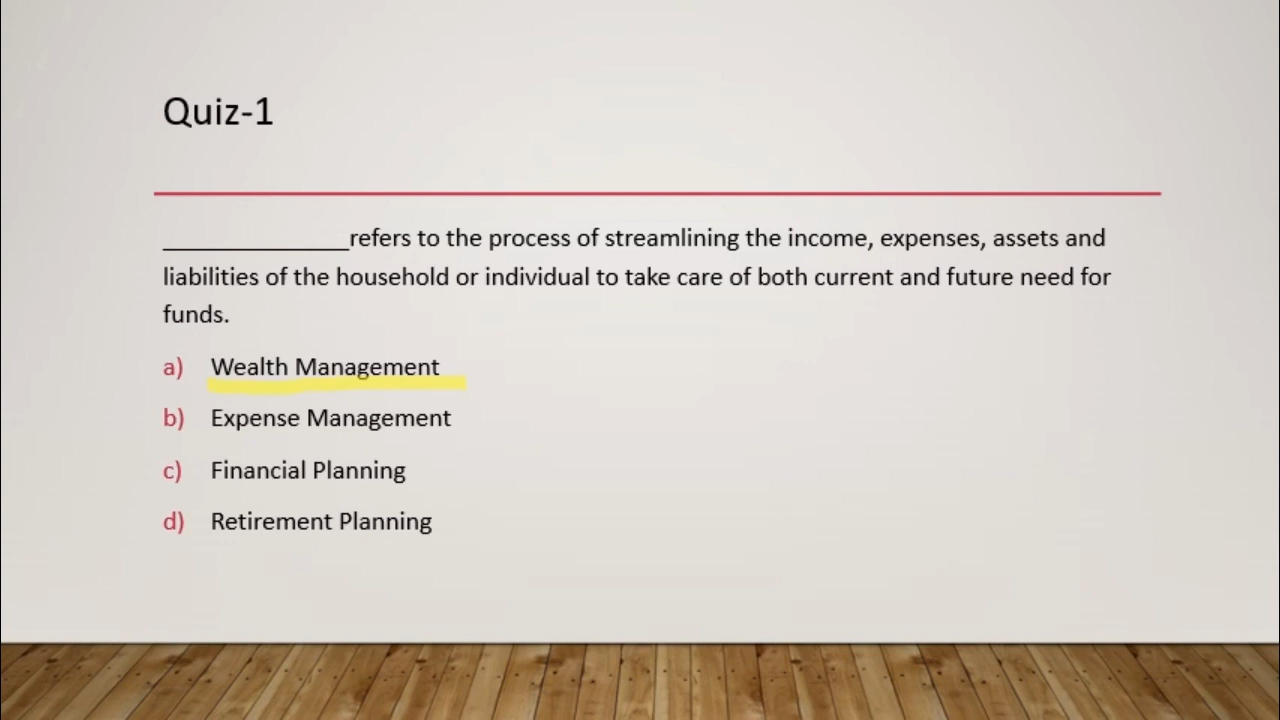 Quiz-1
______________refers to the process of streamlining the income, expenses, assets and
liabilities of the household or individual to take care of both current and future need for
funds.
a) Wealth Management
b) Expense Management
c) Financial Planning
d) Retirement Planning